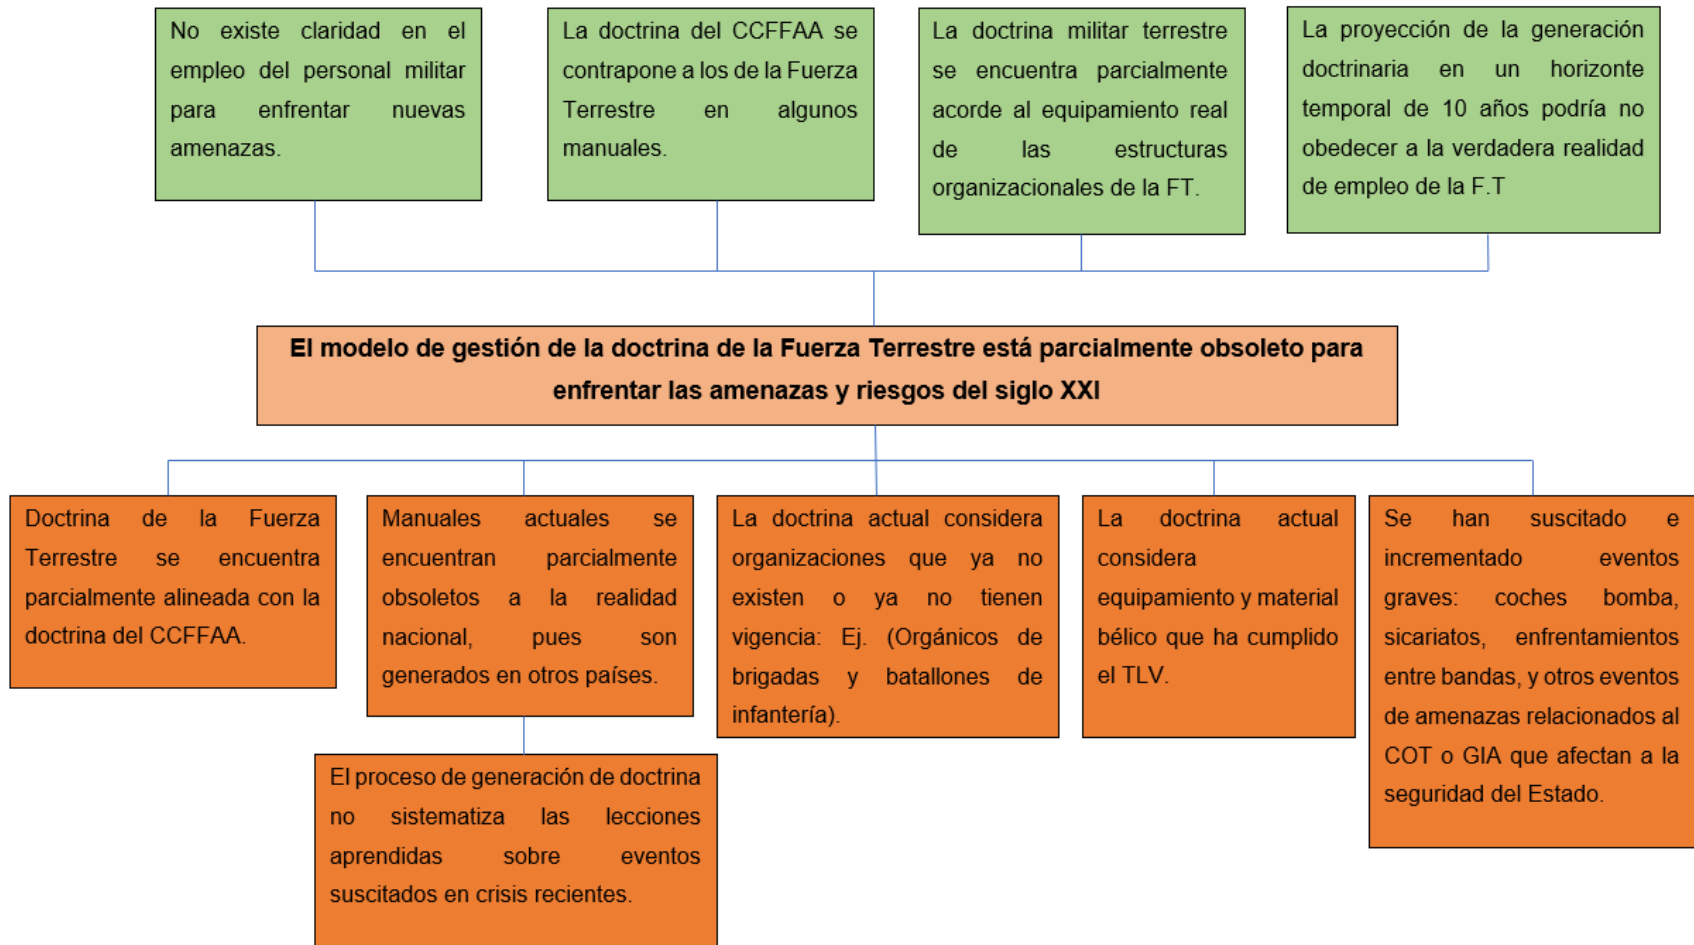 No existe claridad en el
empleo del personal militar
para enfrentar nuevas
amenazas.
La doctrina del CCFFAA se
contrapone a los de la Fuerza
Terrestre en algunos
manuales.
La doctrina militar terrestre
se encuentra parcialmente
acorde al equipamiento real
de las estructuras
organizacionales de la FT.
La proyección de la generación
doctrinaria en un horizonte
temporal de 10 años podría no
obedecer a la verdadera realidad
de empleo de la F.T
El modelo de gestión de la doctrina de la Fuerza Terrestre está parcialmente obsoleto para
enfrentar las amenazas y riesgos del siglo XXI
Doctrina de la Fuerza
Terrestre se encuentra
parcialmente alineada con la
doctrina del CCFFAA.
Manuales actuales se
encuentran parcialmente
obsoletos a la realidad
nacional, pues son
generados en otros países.
La doctrina actual considera
organizaciones que ya no
existen o ya no tienen
vigencia: Ej. (Orgánicos de
brigadas y batallones de
infantería).
La doctrina actual
considera
equipamiento y material
bélico que ha cumplido
el TLV.
Se han suscitado e
incrementado eventos
graves: coches bomba,
sicariatos, enfrentamientos
entre bandas, y otros eventos
de amenazas relacionados al
COT o GIA que afectan a la
seguridad del Estado.
El proceso de generación de doctrina
no sistematiza las lecciones
aprendidas sobre eventos
suscitados en crisis recientes.